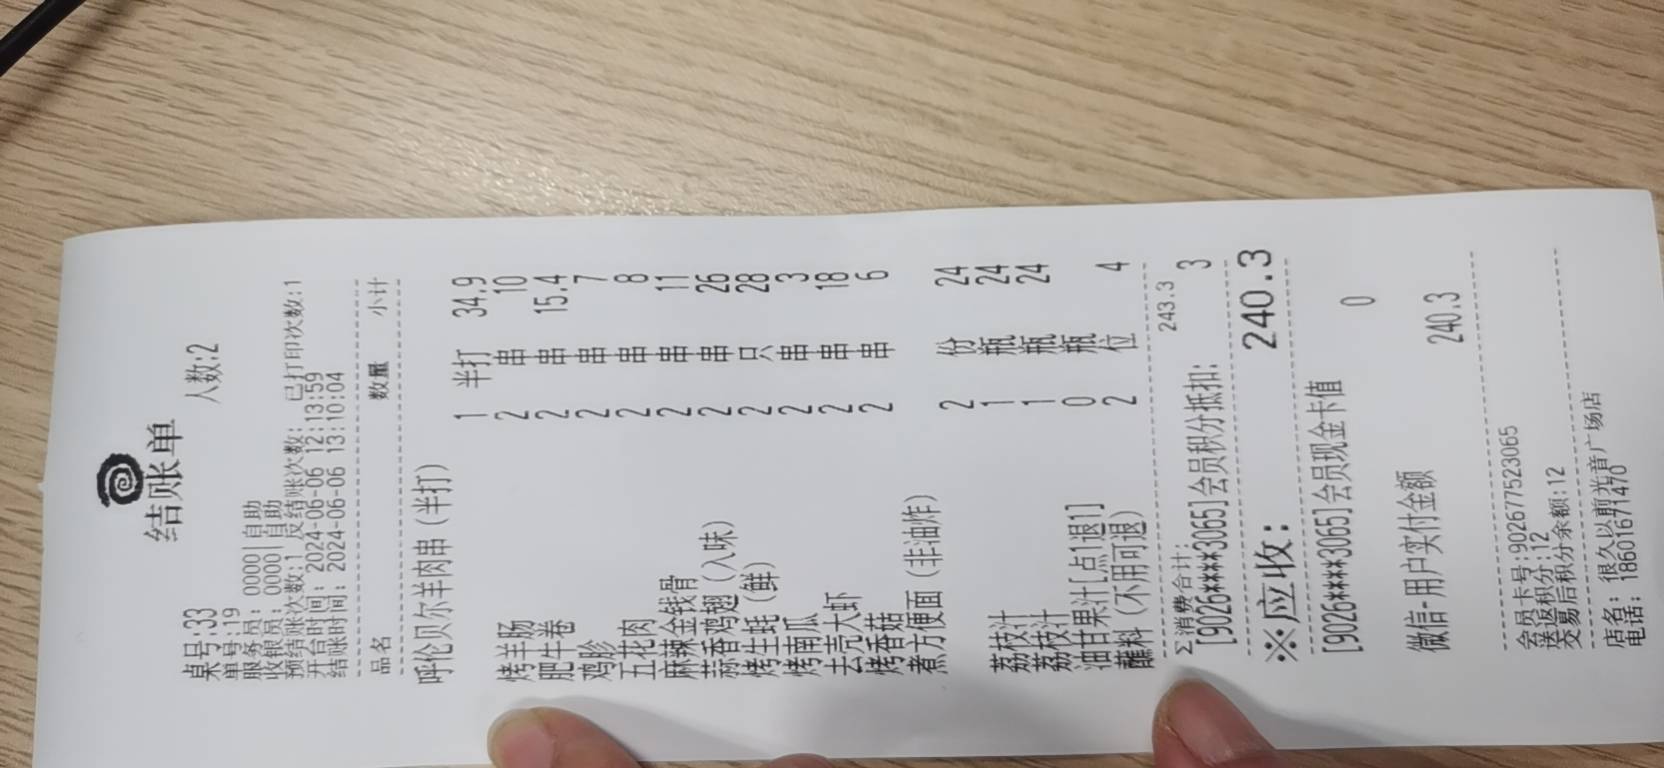 结账单
桌号:33 人数:2
单号:19
服务员: 0000|自助
收银员: 0000|自助
预结账次数:1 反结账次数: 已打印次数:1
开台时间: 2024-06-06 12:13:59
结账时间: 2024-06-06 13:10:04
品名 数量 小计
呼伦贝尔羊肉串(半打)
1 半打 34.9
烤羊肠 2 串 10
肥牛卷 2 串 15.4
鸡胗 2 串 7
五花肉 2 串 8
麻辣金钱骨 2 串 11
蒜香鸡翅(入味) 2 串 26
烤生蚝(鲜) 2 只 28
烤南瓜 2 串 3
去壳大虾 2 串 18
烤香菇 2 串 6
煮方便面(非油炸)
2 份 24
荔枝汁 1 瓶 24
荔枝汁 1 瓶 24
油甘果汁[点1退1] 0 瓶
蘸料(不用可退) 2 位 4
Σ消费合计: 243.3
[9026****3065]会员积分抵扣: 3
※应收: 240.3
[9026****3065]会员现金卡值 0
微信-用户实付金额 240.3
会员卡号:9026775523065
送返积分:12
交易后积分余额:12
店名: 很久以前龙音广场店
电话: 18601671470